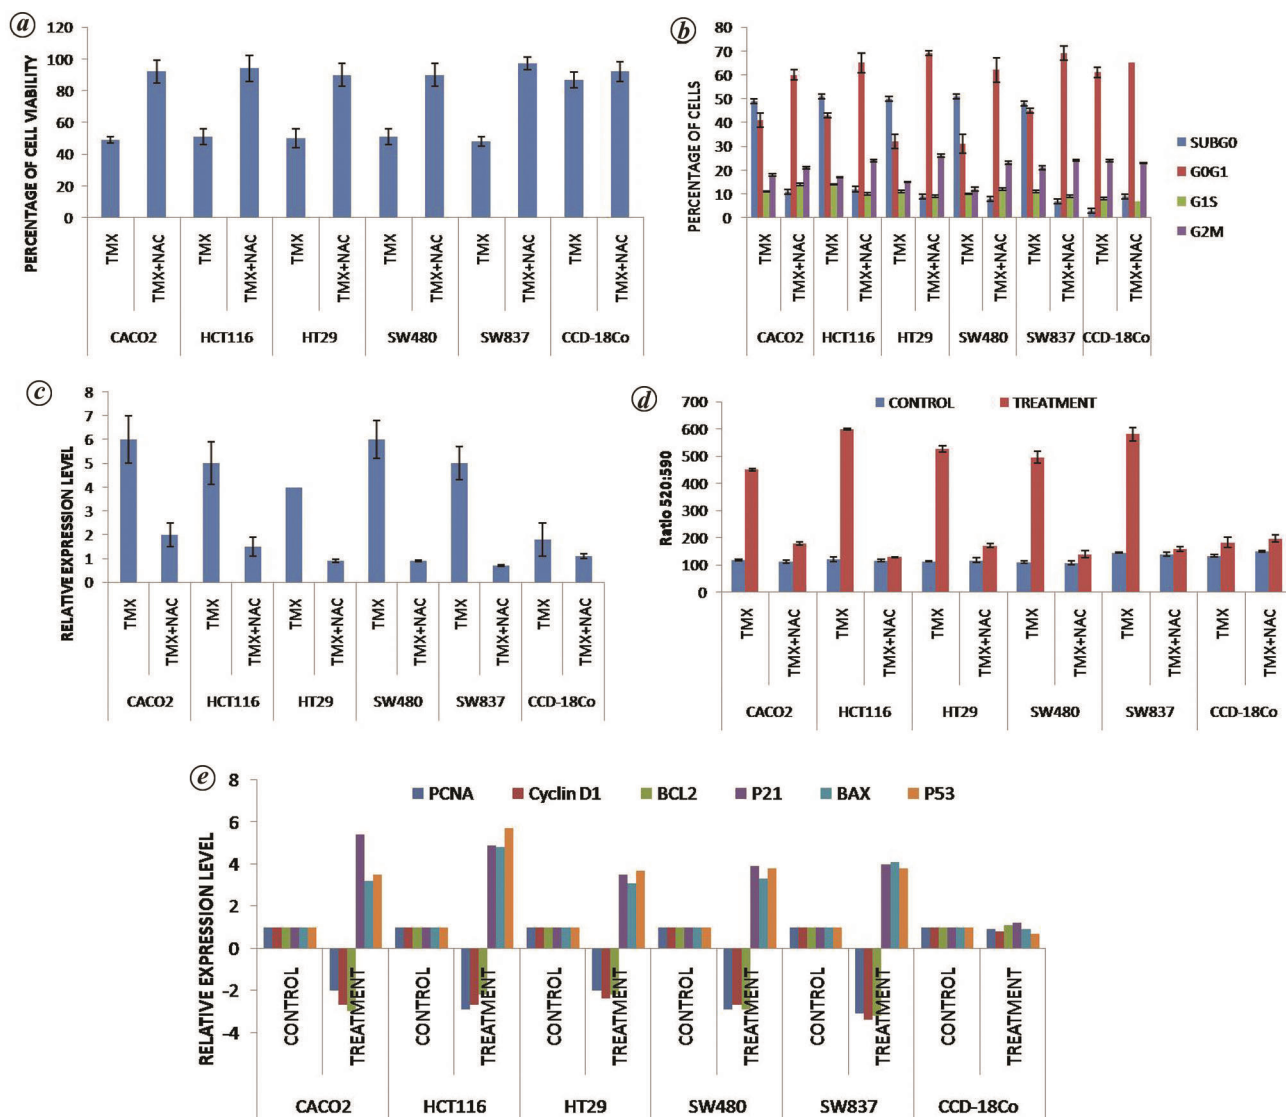 a
PERCENTAGE OF CELL VIABILITY
120
100
80
60
40
20
0
TMX TMX+NAC TMX TMX+NAC TMX TMX+NAC TMX TMX+NAC TMX TMX+NAC TMX TMX+NAC
CACO2 HCT116 HT29 SW480 SW837 CCD-18Co
b
PERCENTAGE OF CELLS
80
70
60
50
40
30
20
10
0
TMX TMX+NAC TMX TMX+NAC TMX TMX+NAC TMX TMX+NAC TMX TMX+NAC TMX TMX+NAC
CACO2 HCT116 HT29 SW480 SW837 CCD-18Co
SUBG0
G0G1
G1S
G2M
c
RELATIVE EXPRESSION LEVEL
8
7
6
5
4
3
2
1
0
TMX TMX+NAC TMX TMX+NAC TMX TMX+NAC TMX TMX+NAC TMX TMX+NAC TMX TMX+NAC
CACO2 HCT116 HT29 SW480 SW837 CCD-18Co
d
CONTROL TREATMENT
Ratio 520:590
700
600
500
400
300
200
100
0
TMX TMX+NAC TMX TMX+NAC TMX TMX+NAC TMX TMX+NAC TMX TMX+NAC TMX TMX+NAC
CACO2 HCT116 HT29 SW480 SW837 CCD-18Co
e
PCNA Cyclin D1 BCL2 P21 BAX P53
RELATIVE EXPRESSION LEVEL
8
6
4
2
0
-2
-4
CONTROL TREATMENT CONTROL TREATMENT CONTROL TREATMENT CONTROL TREATMENT CONTROL TREATMENT CONTROL TREATMENT
CACO2 HCT116 HT29 SW480 SW837 CCD-18Co